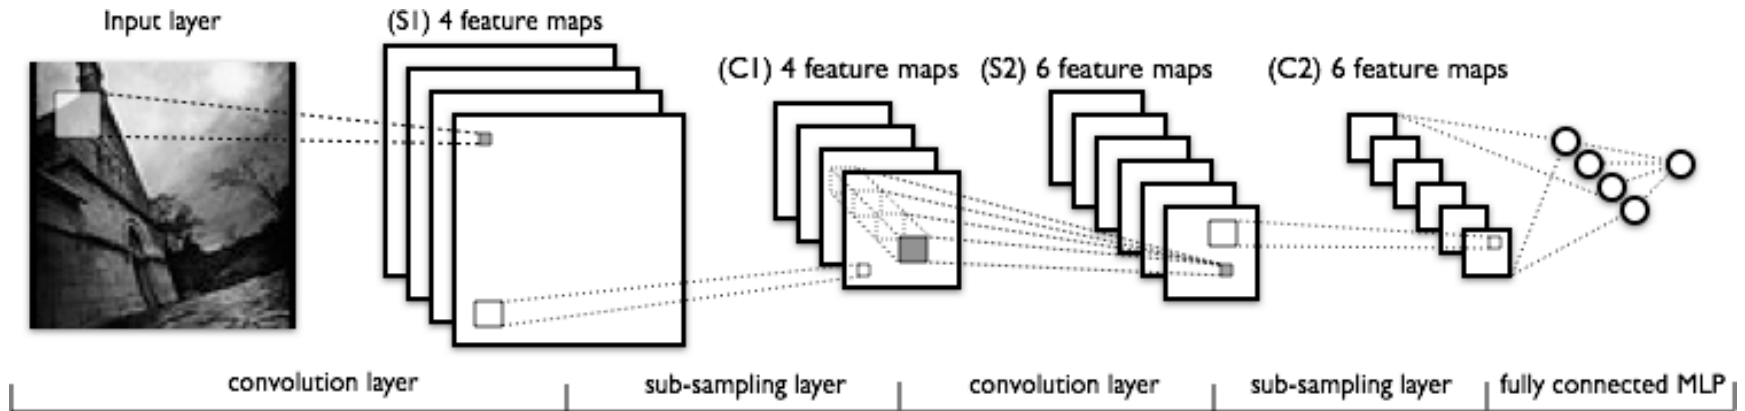 Input layer
(S1) 4 feature maps
(C1) 4 feature maps
(S2) 6 feature maps
(C2) 6 feature maps
convolution layer
sub-sampling layer
convolution layer
sub-sampling layer
fully connected MLP